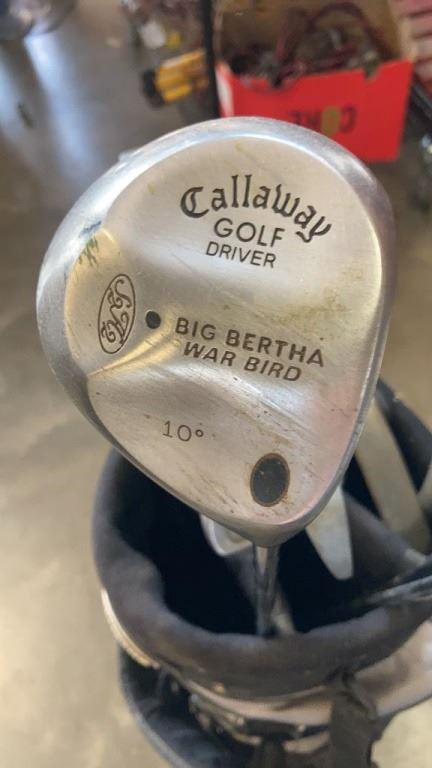 Callaway
GOLF
DRIVER
BIG BERTHA
WAR BIRD
10°